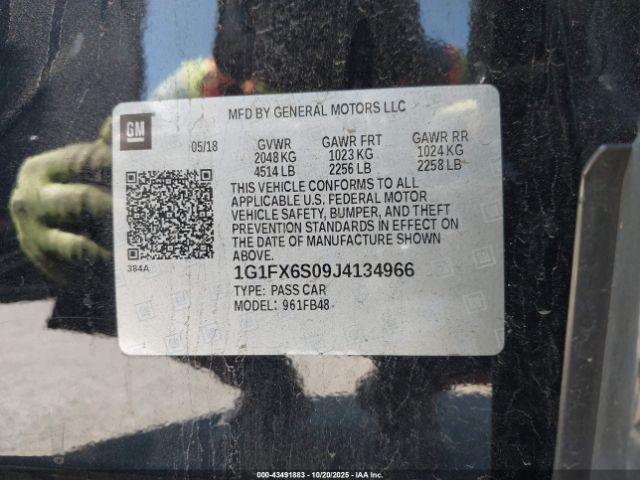 MFD BY GENERAL MOTORS LLC
GM
05/18 GVWR GAWR FRT GAWR RR
2048 KG 1023 KG 1024 KG
4514 LB 2256 LB 2258 LB
THIS VEHICLE CONFORMS TO ALL
APPLICABLE U.S. FEDERAL MOTOR
VEHICLE SAFETY, BUMPER, AND THEFT
PREVENTION STANDARDS IN EFFECT ON
THE DATE OF MANUFACTURE SHOWN
ABOVE.
384A
1G1FX6S09J4134966
TYPE: PASS CAR
MODEL: 961FB48
000-43491883 - 10/20/2025 - IAAI.com